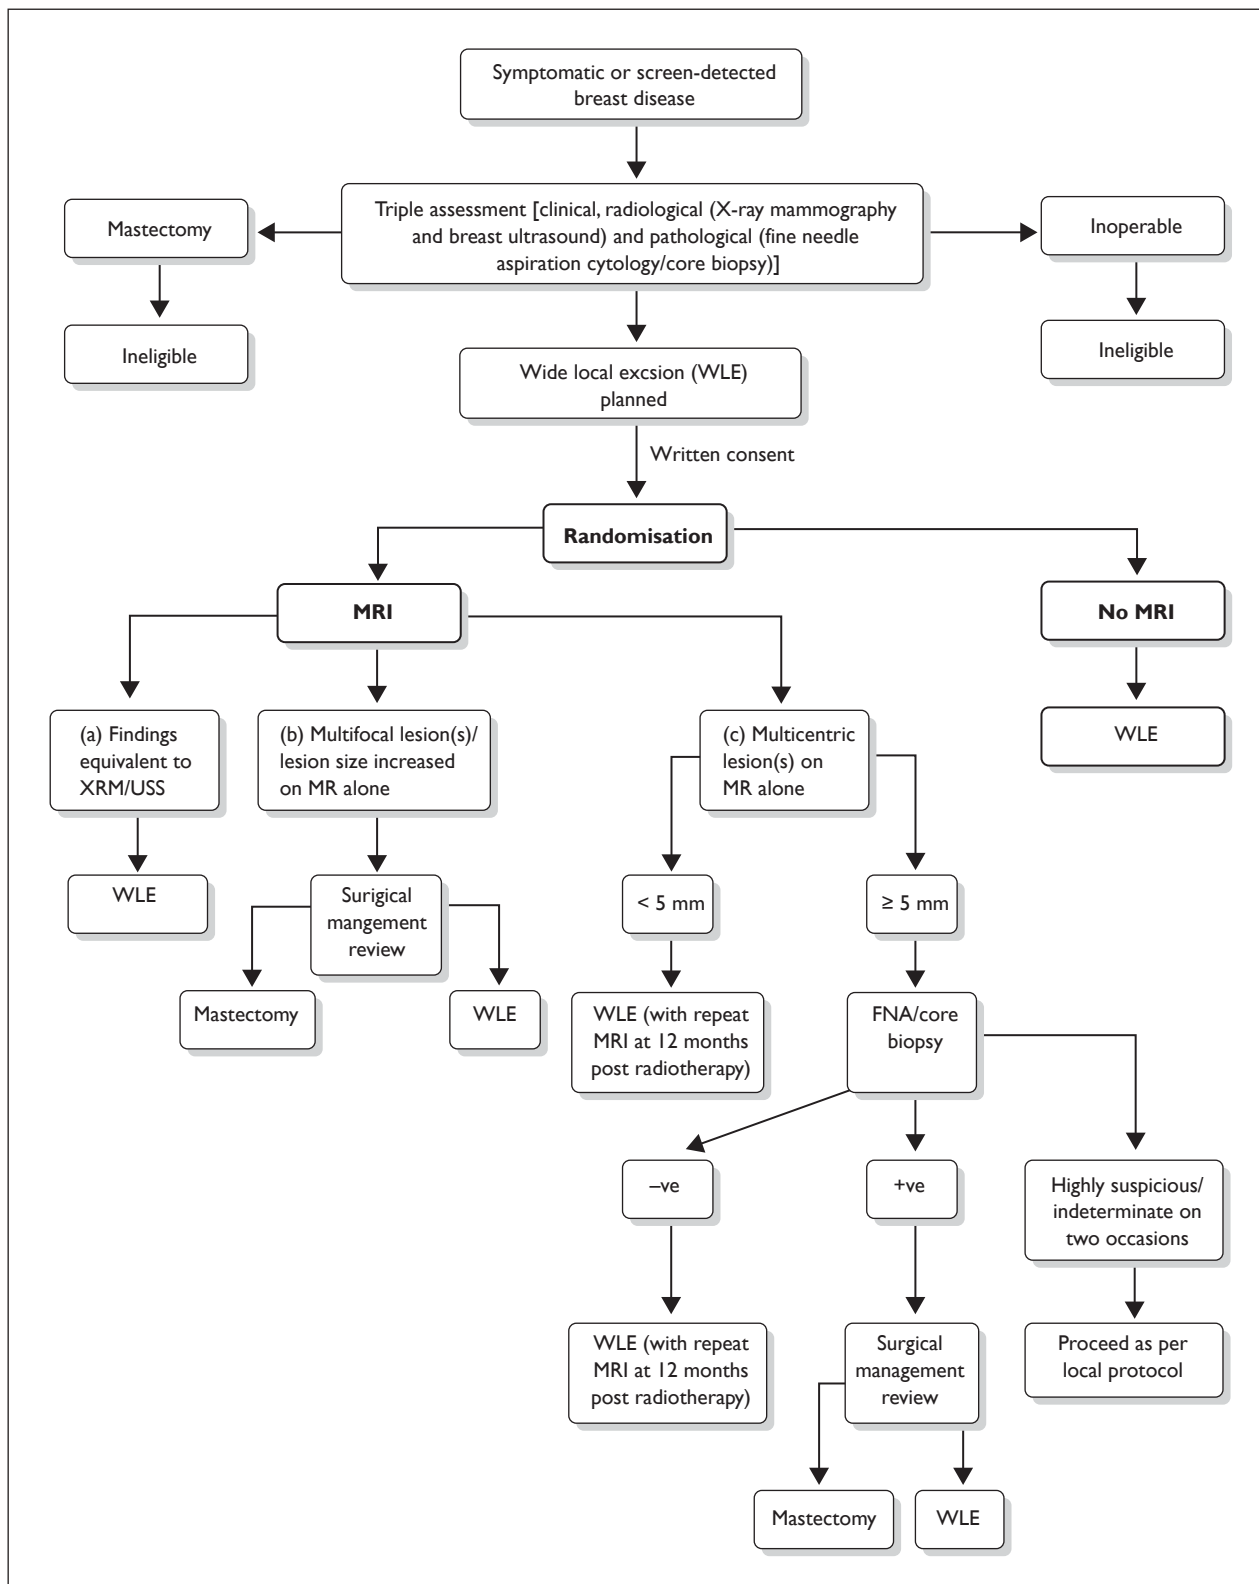 Symptomatic or screen-detected
breast disease
Mastectomy
Triple assessment [clinical, radiological (X-ray mammography
and breast ultrasound) and pathological (fine needle
aspiration cytology/core biopsy)]
Inoperable
Ineligible
Ineligible
Wide local excsion (WLE)
planned
Written consent
Randomisation
MRI
No MRI
(a) Findings
equivalent to
XRM/USS
(b) Multifocal lesion(s)/
lesion size increased
on MR alone
(c) Multicentric
lesion(s) on
MR alone
WLE
WLE
Surigical
mangement
review
< 5 mm
≥ 5 mm
Mastectomy
WLE
WLE (with repeat
MRI at 12 months
post radiotherapy)
FNA/core
biopsy
–ve
+ve
Highly suspicious/
indeterminate on
two occasions
WLE (with repeat
MRI at 12 months
post radiotherapy)
Surgical
management
review
Proceed as per
local protocol
Mastectomy
WLE